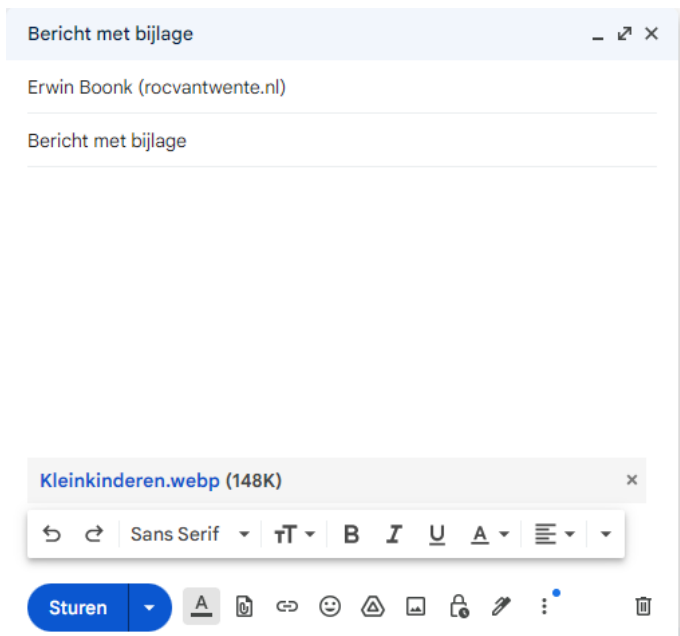 Bericht met bijlage
Erwin Boonk (rocvantwente.nl)
Bericht met bijlage
Kleinkinderen.webp (148K)
Sans Serif
Sturen